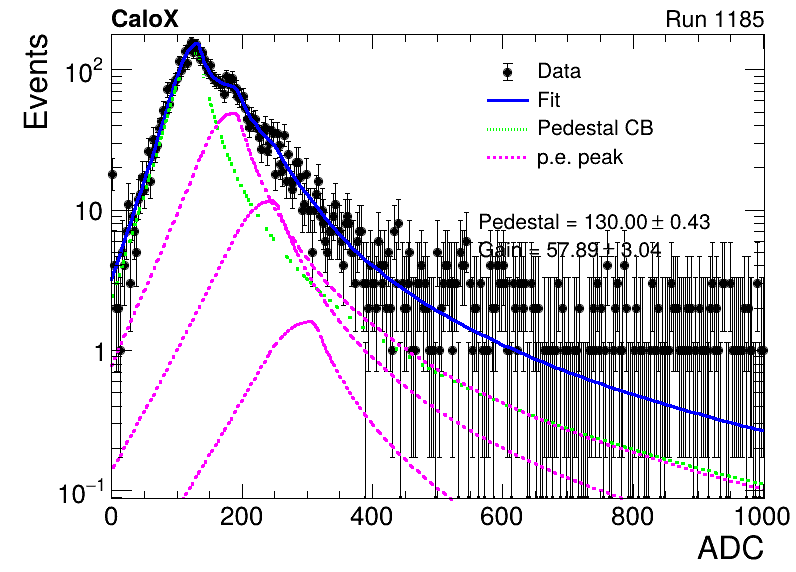 CaloX Run 1185
Events
Data
Fit
Pedestal CB
p.e. peak
Pedestal = 130.00 ± 0.43
Gain = 57.89 ± 3.04
10²
10
1
10⁻¹
0 200 400 600 800 1000
ADC